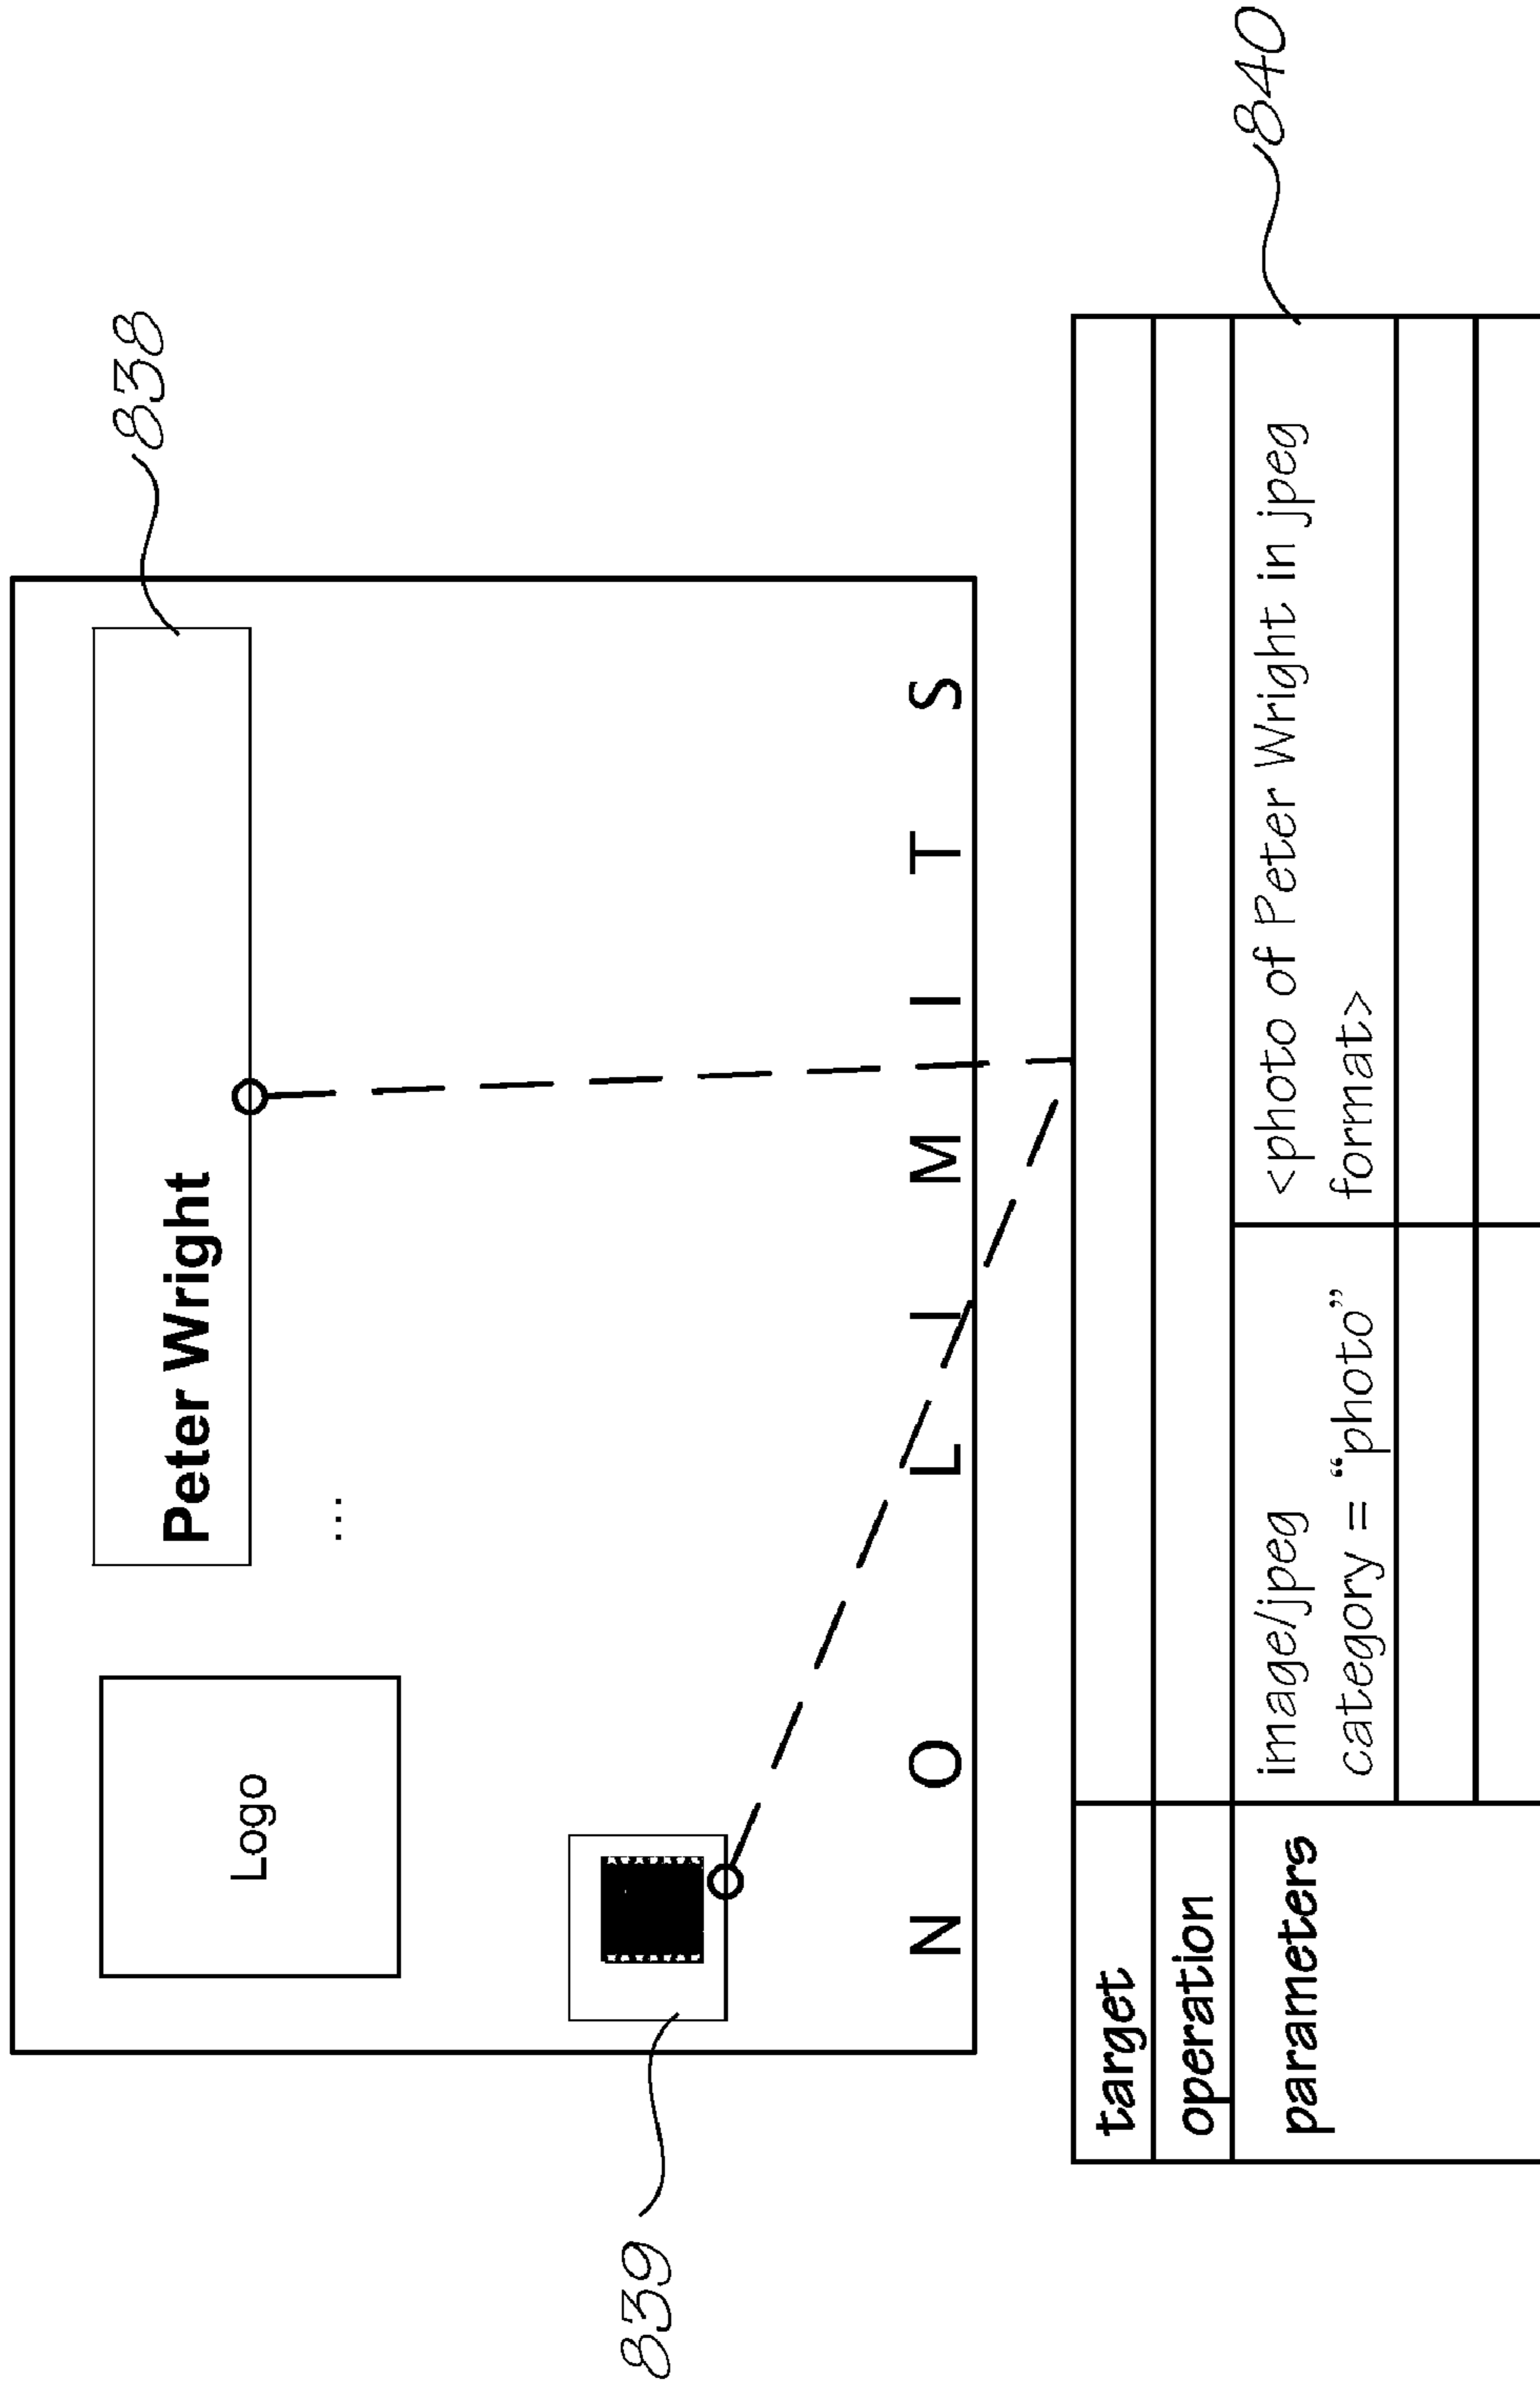 838
Logo
Peter Wright
...
839
N O L I M I T S
target
operation
parameters
image/jpeg
category = “photo”
<photo of Peter Wright in jpeg
format>
840